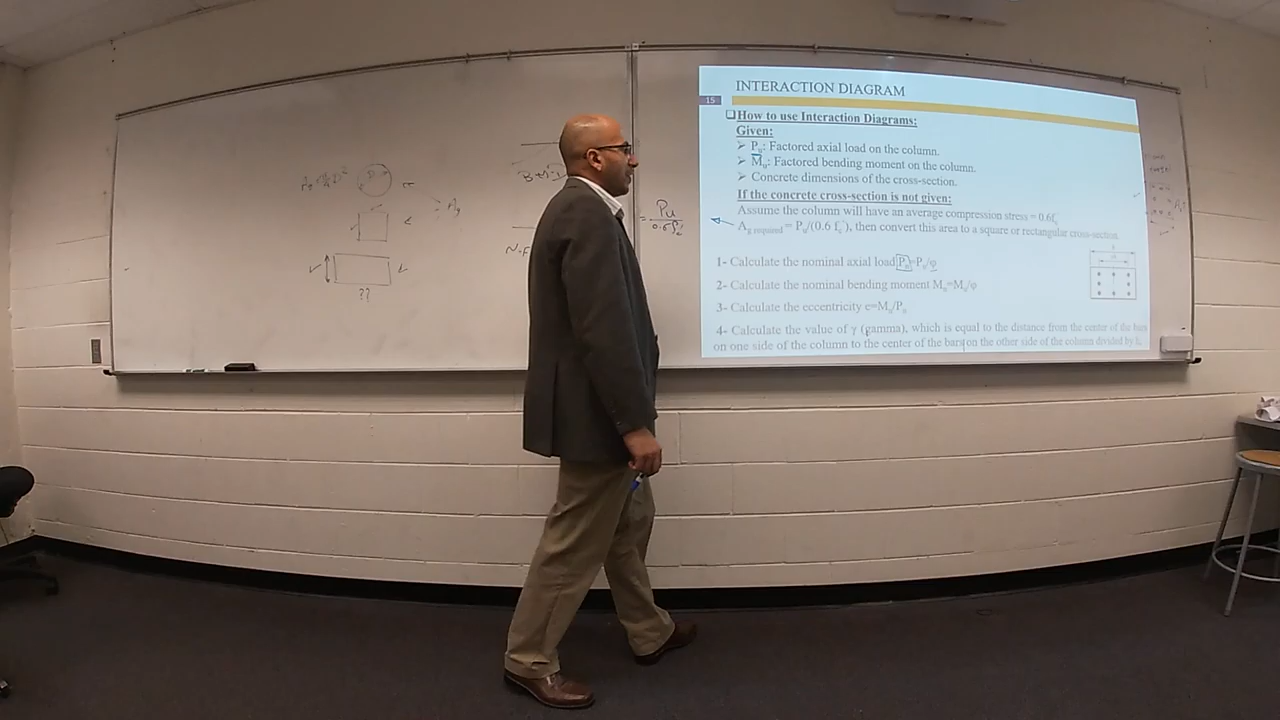 INTERACTION DIAGRAM
15
❑How to use Interaction Diagrams:
Given:
➢ Pu: Factored axial load on the column.
➢ Mu: Factored bending moment on the column.
➢ Concrete dimensions of the cross-section.
If the concrete cross-section is not given:
Assume the column will have an average compression stress = 0.6fc'
Ag required = Pu/(0.6 fc'), then convert this area to a square or rectangular cross-section.
1- Calculate the nominal axial load Pn=Pu/φ
2- Calculate the nominal bending moment Mn=Mu/φ
3- Calculate the eccentricity e=Mu/Pu
4- Calculate the value of γ (gamma), which is equal to the distance from the center of the bars
on one side of the column to the center of the bars on the other side of the column divided by h.
= Pu
0.6fc'
Ag
??